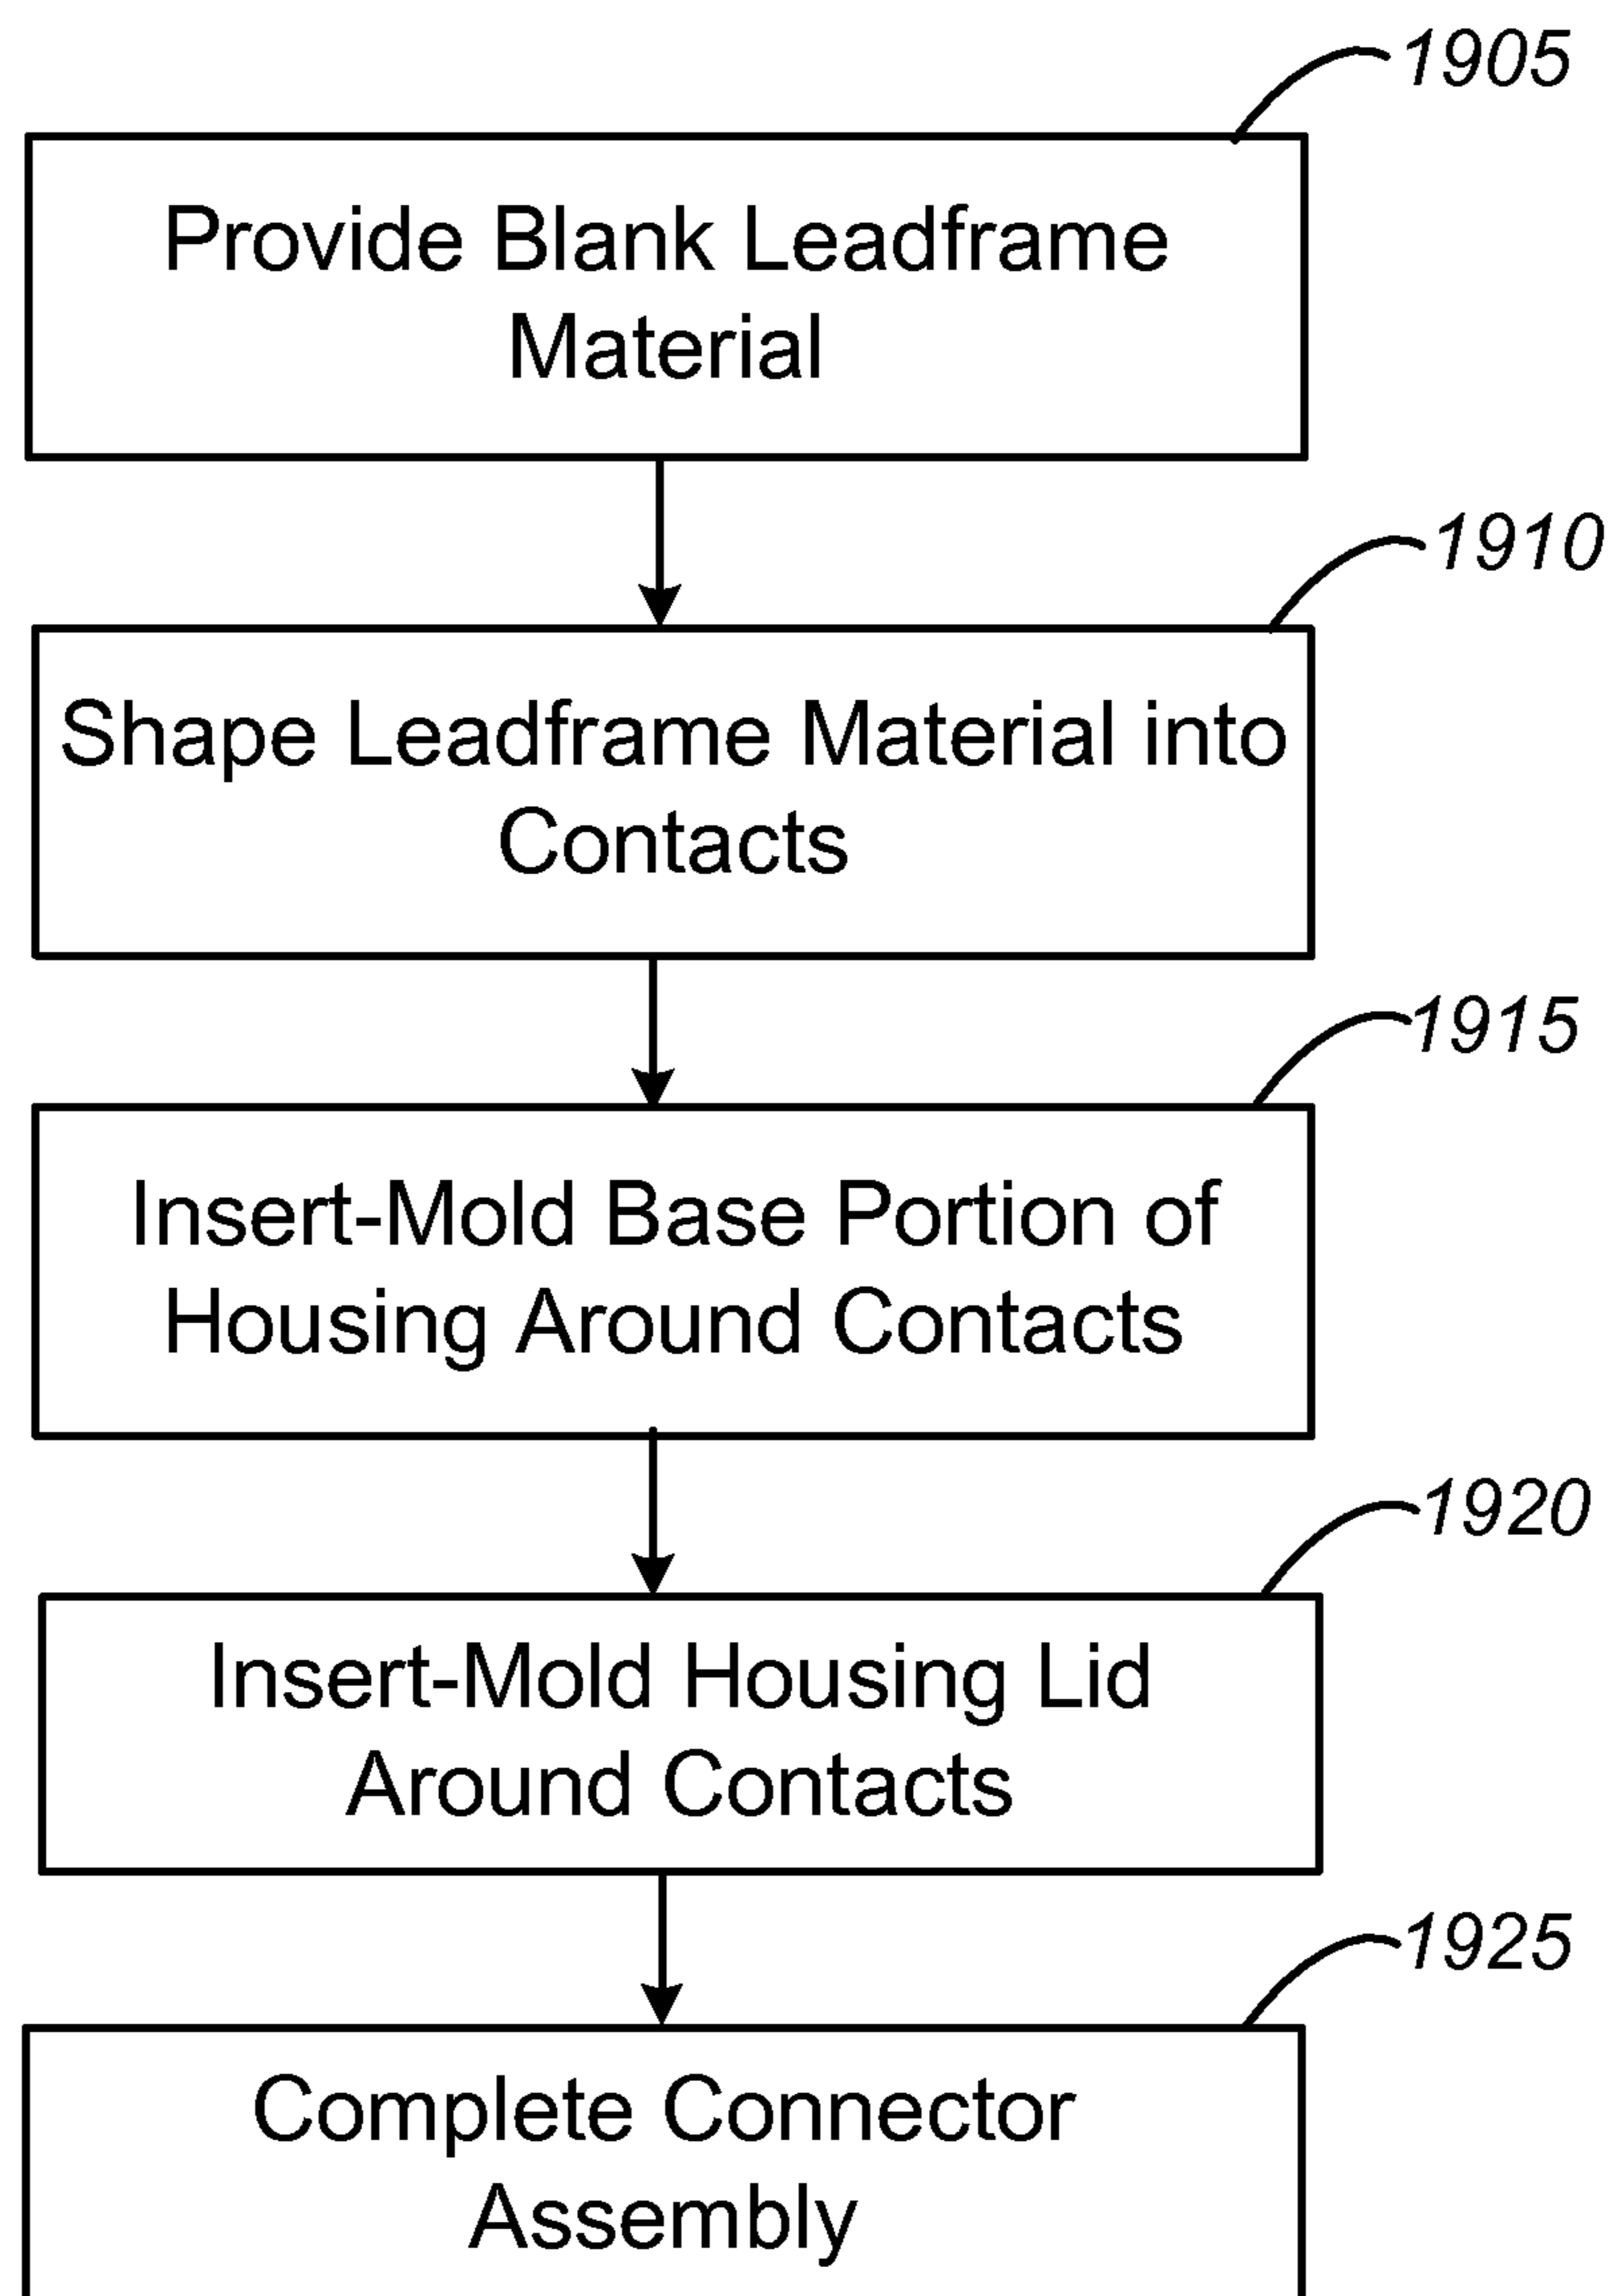 1905
Provide Blank Leadframe
Material
1910
Shape Leadframe Material into
Contacts
1915
Insert-Mold Base Portion of
Housing Around Contacts
1920
Insert-Mold Housing Lid
Around Contacts
1925
Complete Connector
Assembly